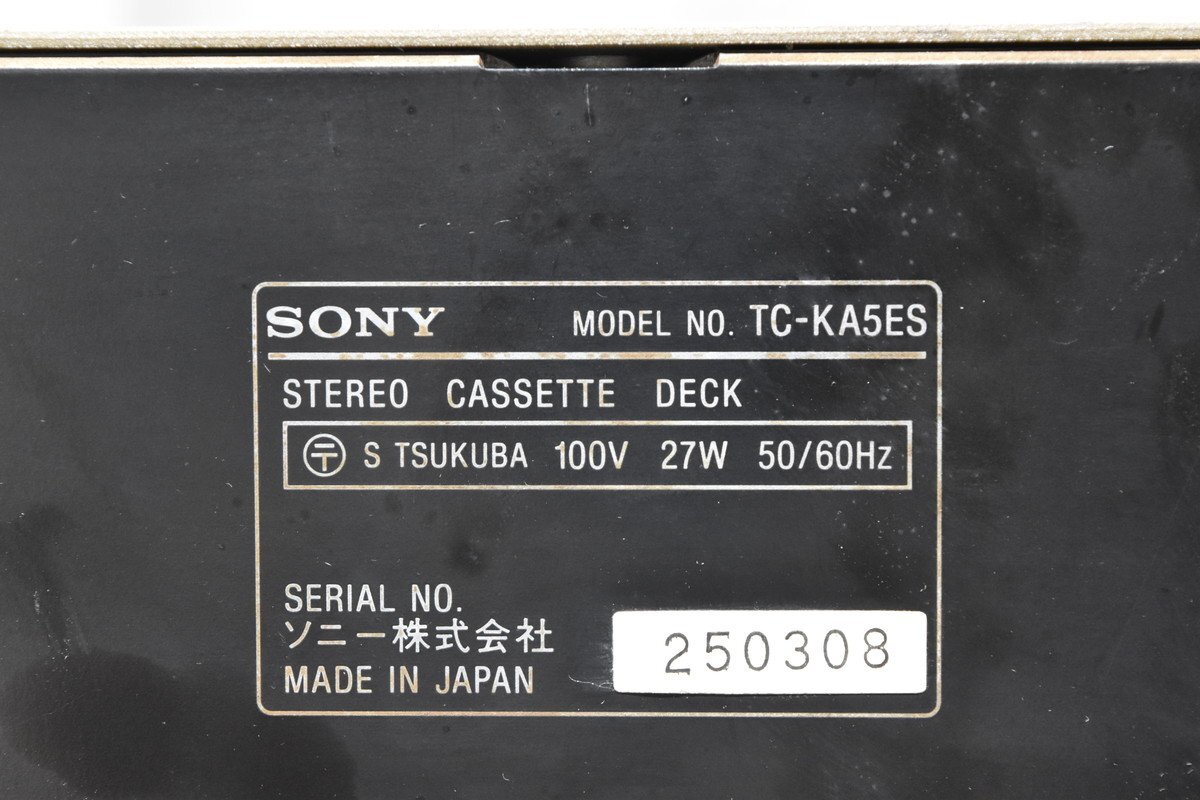 SONY MODEL NO. TC-KA5ES
STEREO CASSETTE DECK
〶 S TSUKUBA 100V 27W 50/60Hz
SERIAL NO.
ソニー株式会社 250308
MADE IN JAPAN